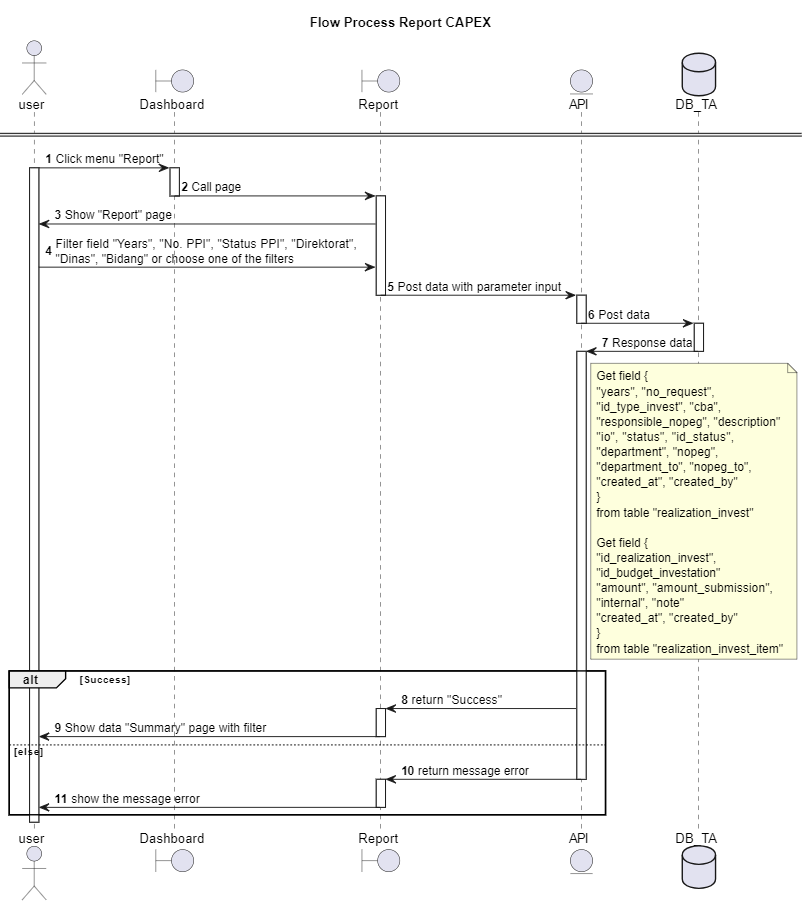 Flow Process Report CAPEX
user
Dashboard
Report
API
DB_TA
1 Click menu "Report"
2 Call page
3 Show "Report" page
4 Filter field "Years", "No. PPI", "Status PPI", "Direktorat",
"Dinas", "Bidang" or choose one of the filters
5 Post data with parameter input
6 Post data
7 Response data
Get field {
"years", "no_request",
"id_type_invest", "cba",
"responsible_nopeg", "description"
"io", "status", "id_status",
"department", "nopeg",
"department_to", "nopeg_to",
"created_at", "created_by"
}
from table "realization_invest"
Get field {
"id_realization_invest",
"id_budget_investation"
"amount", "amount_submission",
"internal", "note"
"created_at", "created_by"
}
from table "realization_invest_item"
alt [Success]
8 return "Success"
9 Show data "Summary" page with filter
[else]
10 return message error
11 show the message error
user
Dashboard
Report
API
DB_TA